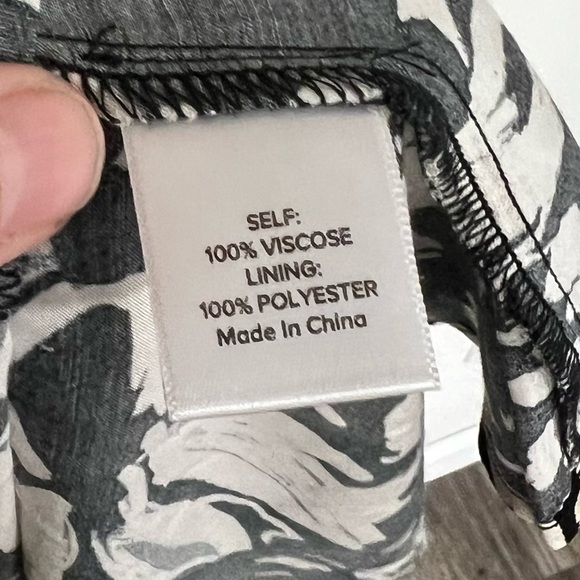 SELF:
100% VISCOSE
LINING:
100% POLYESTER
Made In China